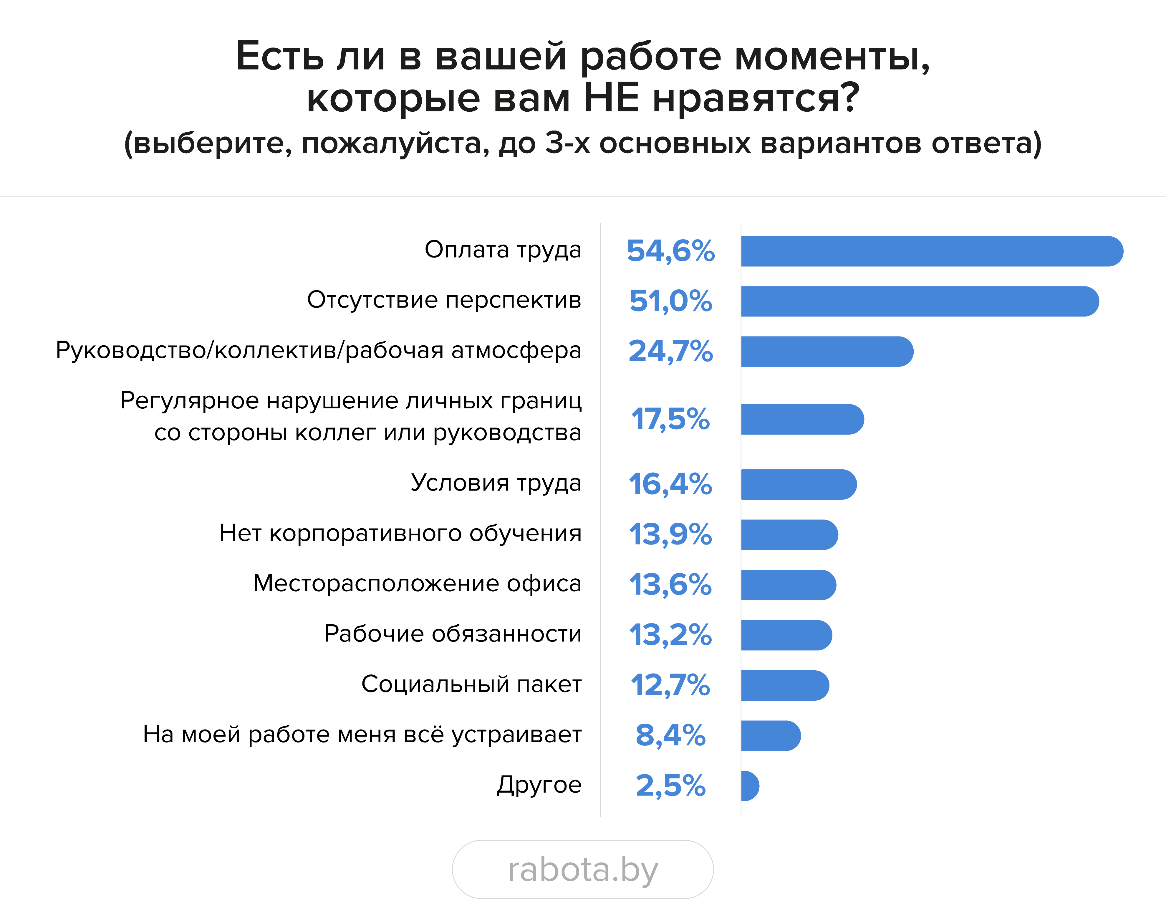 Есть ли в вашей работе моменты,
которые вам НЕ нравятся?
(выберите, пожалуйста, до 3-х основных вариантов ответа)
Оплата труда 54,6%
Отсутствие перспектив 51,0%
Руководство/коллектив/рабочая атмосфера 24,7%
Регулярное нарушение личных границ
со стороны коллег или руководства 17,5%
Условия труда 16,4%
Нет корпоративного обучения 13,9%
Месторасположение офиса 13,6%
Рабочие обязанности 13,2%
Социальный пакет 12,7%
На моей работе меня всё устраивает 8,4%
Другое 2,5%
rabota.by